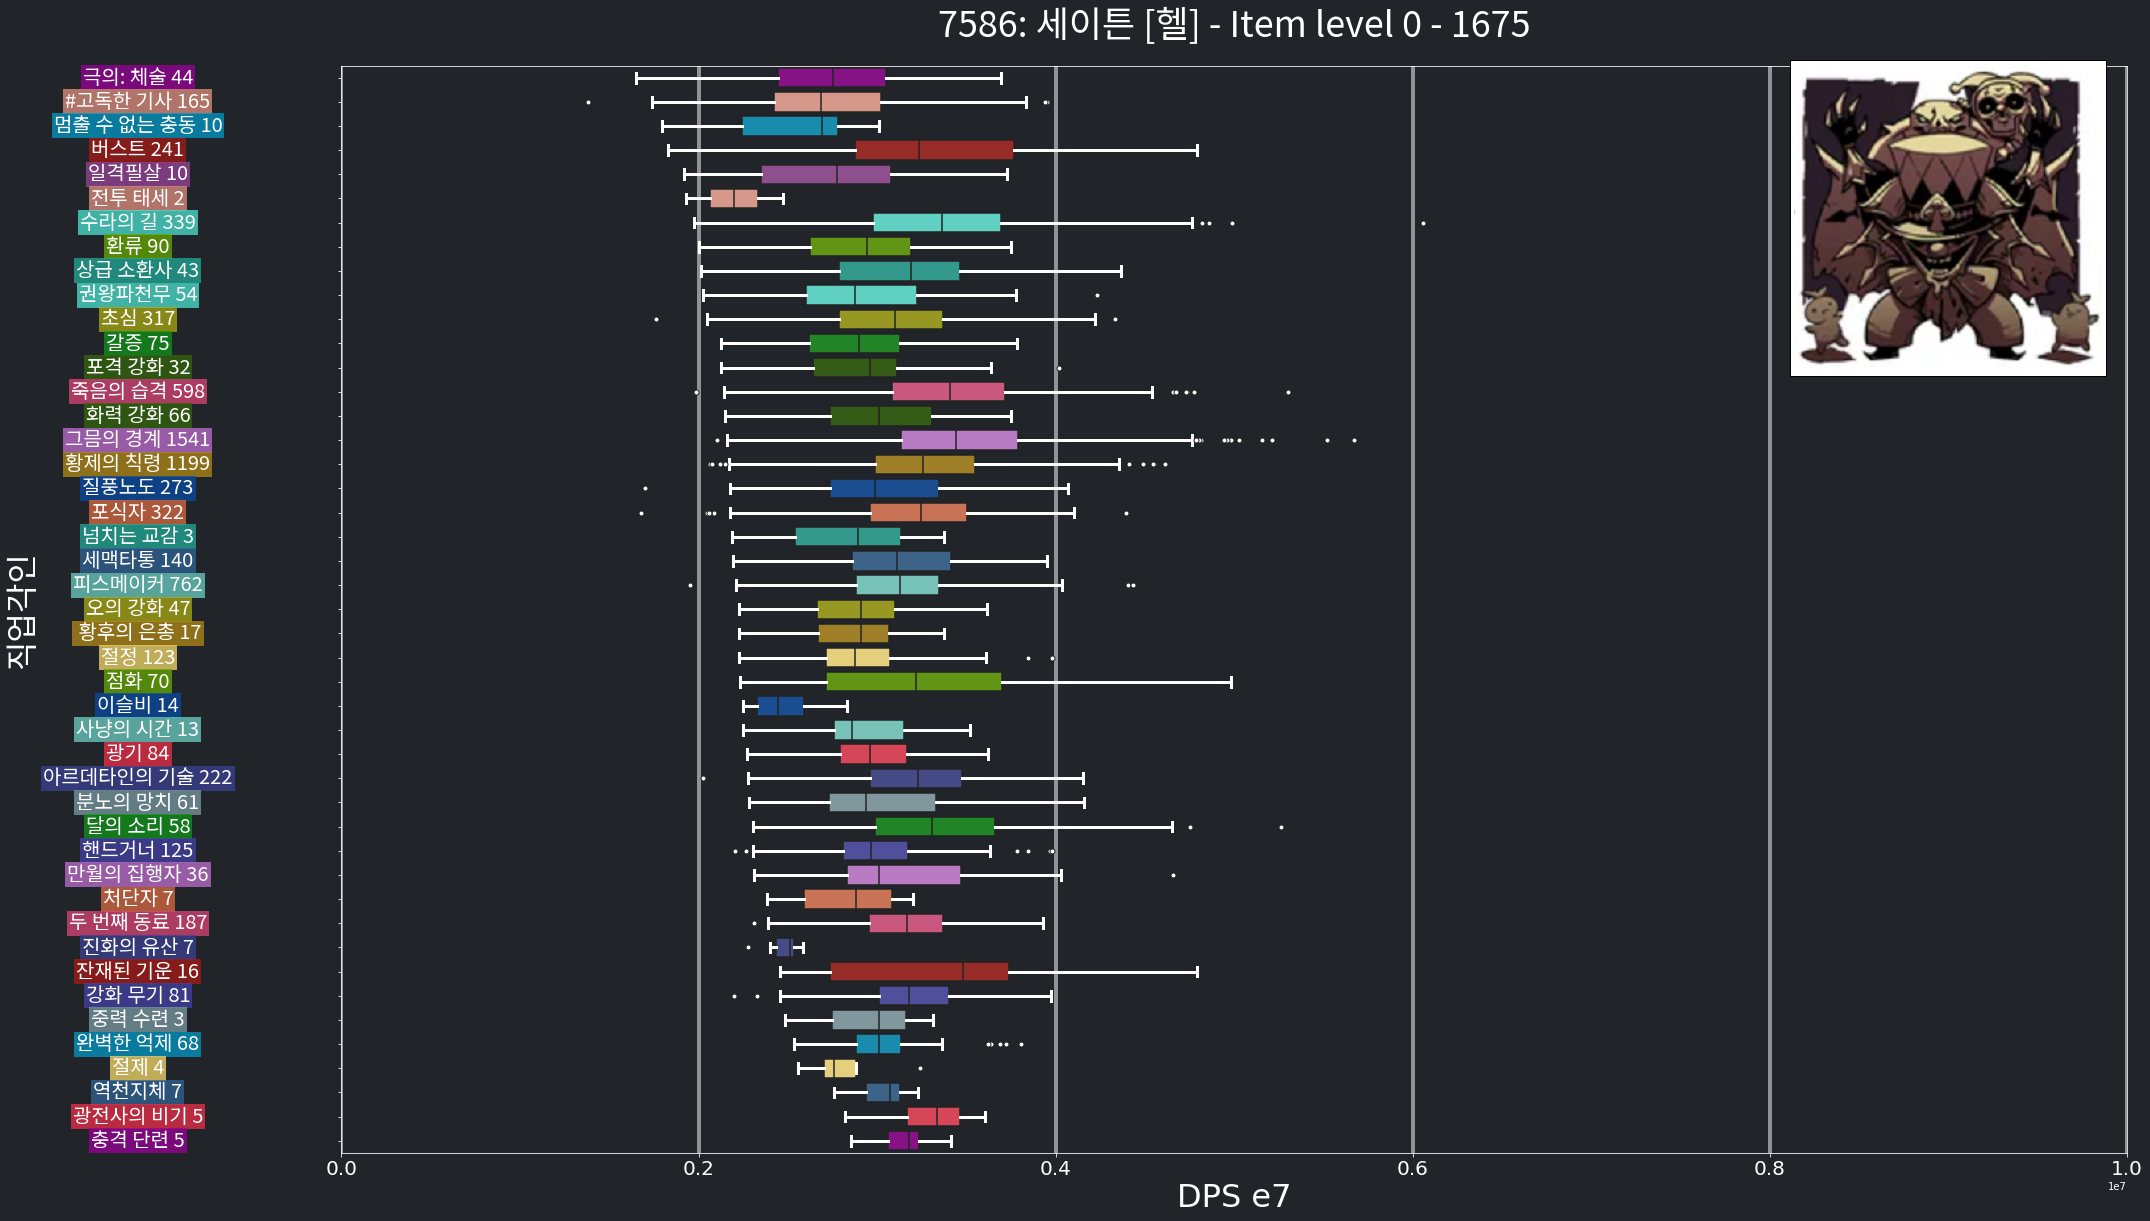 7586: 세이튼 [헬] - Item level 0 - 1675
극의: 체술 44
#고독한 기사 165
멈출 수 없는 충동 10
버스트 241
일격필살 10
전투 태세 2
수라의 길 339
환류 90
상급 소환사 43
권왕파천무 54
초심 317
갈증 75
포격 강화 32
죽음의 습격 598
화력 강화 66
그믐의 경계 1541
황제의 칙령 1199
질풍노도 273
포식자 322
넘치는 교감 3
세맥타통 140
피스메이커 762
오의 강화 47
황후의 은총 17
절정 123
점화 70
이슬비 14
사냥의 시간 13
광기 84
아르데타인의 기술 222
분노의 망치 61
달의 소리 58
핸드거너 125
만월의 집행자 36
처단자 7
두 번째 동료 187
진화의 유산 7
잔재된 기운 16
강화 무기 81
중력 수련 3
완벽한 억제 68
절제 4
역천지체 7
광전사의 비기 5
충격 단련 5
직업각인
0.0 0.2 0.4 0.6 0.8 1.0
1e7
DPS e7